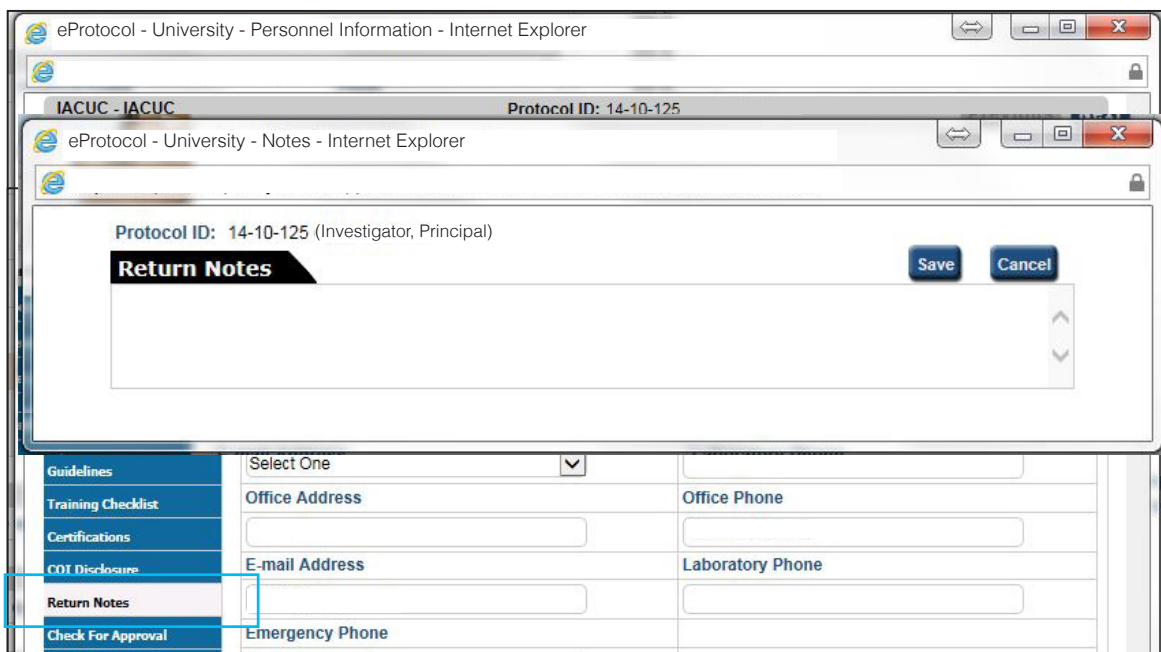 eProtocol - University - Personnel Information - Internet Explorer
IACUC - IACUC Protocol ID: 14-10-125
eProtocol - University - Notes - Internet Explorer
Protocol ID: 14-10-125 (Investigator, Principal)
Return Notes Save Cancel
Guidelines
Select One
Training Checklist
Office Address Office Phone
Certifications
COI Disclosure
E-mail Address Laboratory Phone
Return Notes
Check For Approval
Emergency Phone